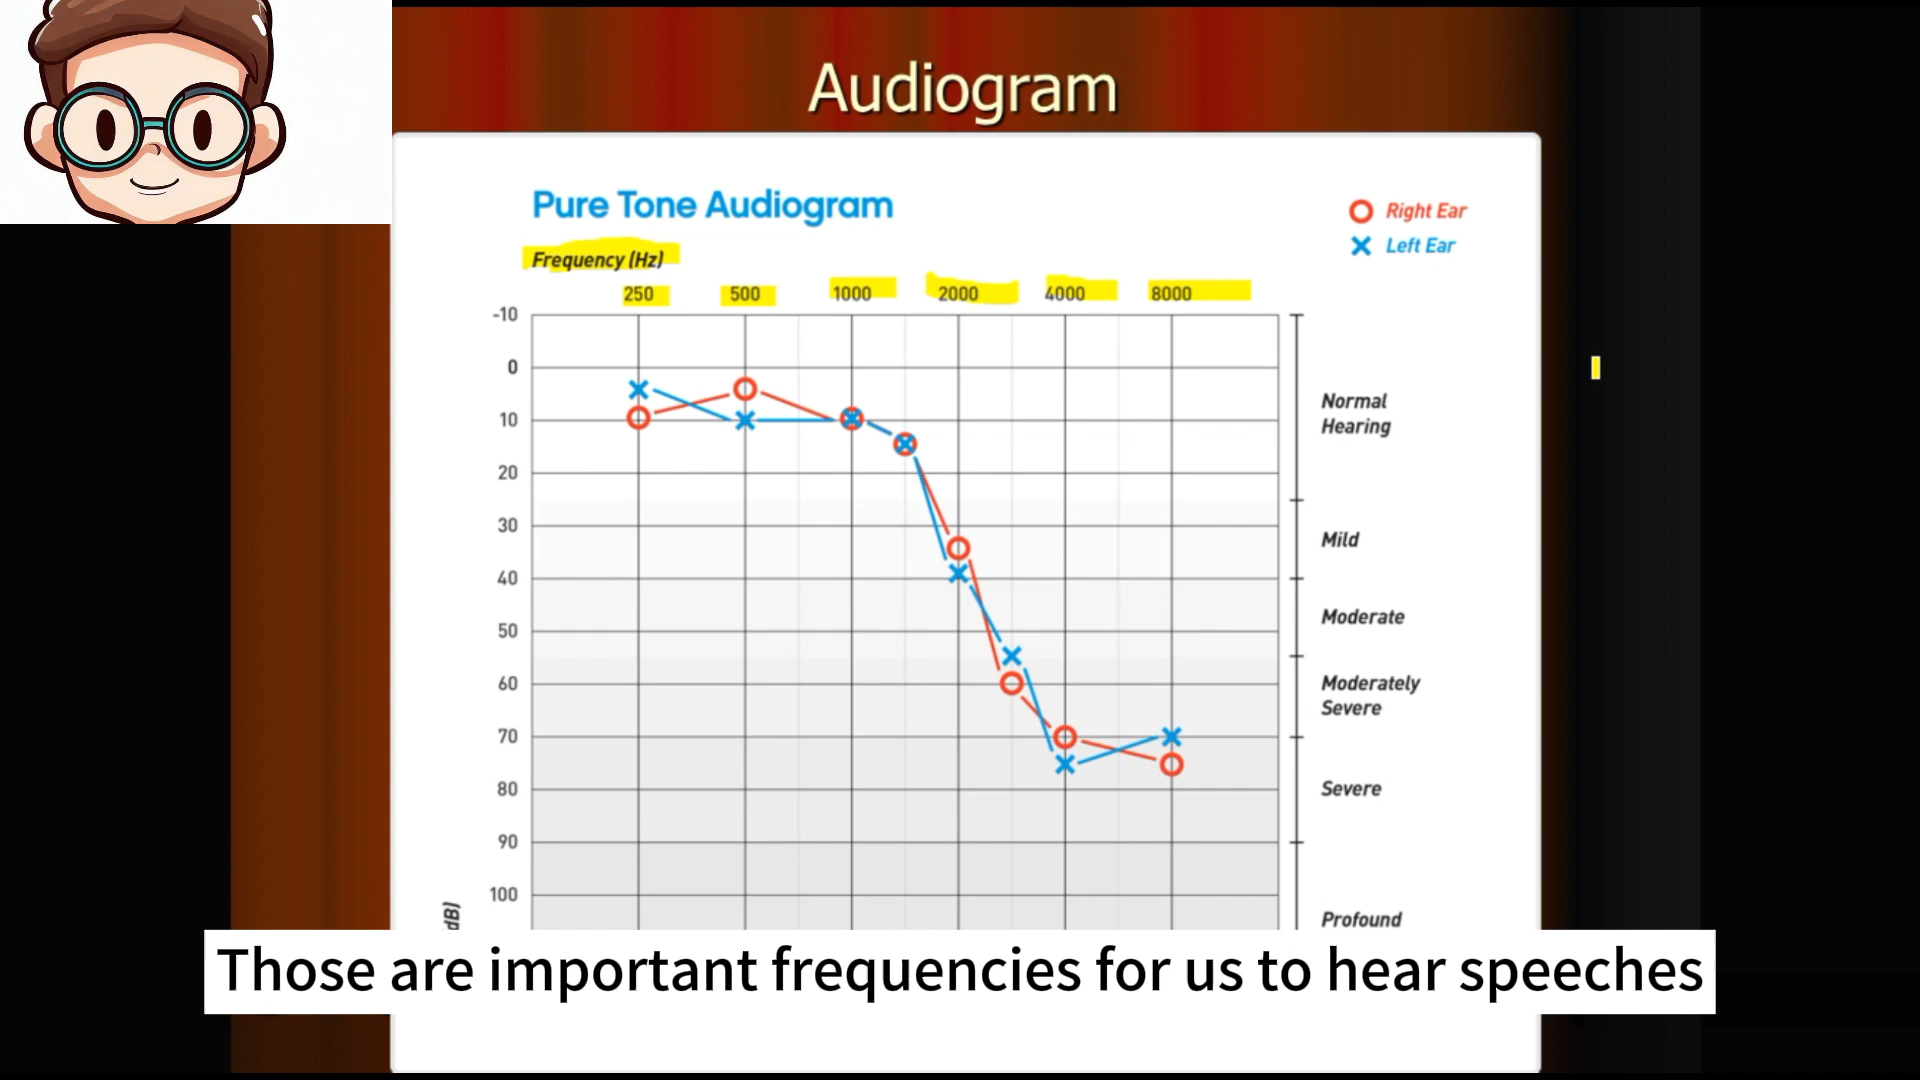 Audiogram
Pure Tone Audiogram
Right Ear
Left Ear
Frequency (Hz)
250 500 1000 2000 4000 8000
-10
0
10
20
30
40
50
60
70
80
90
100
Normal
Hearing
Mild
Moderate
Moderately
Severe
Severe
Profound
dB)
Those are important frequencies for us to hear speeches